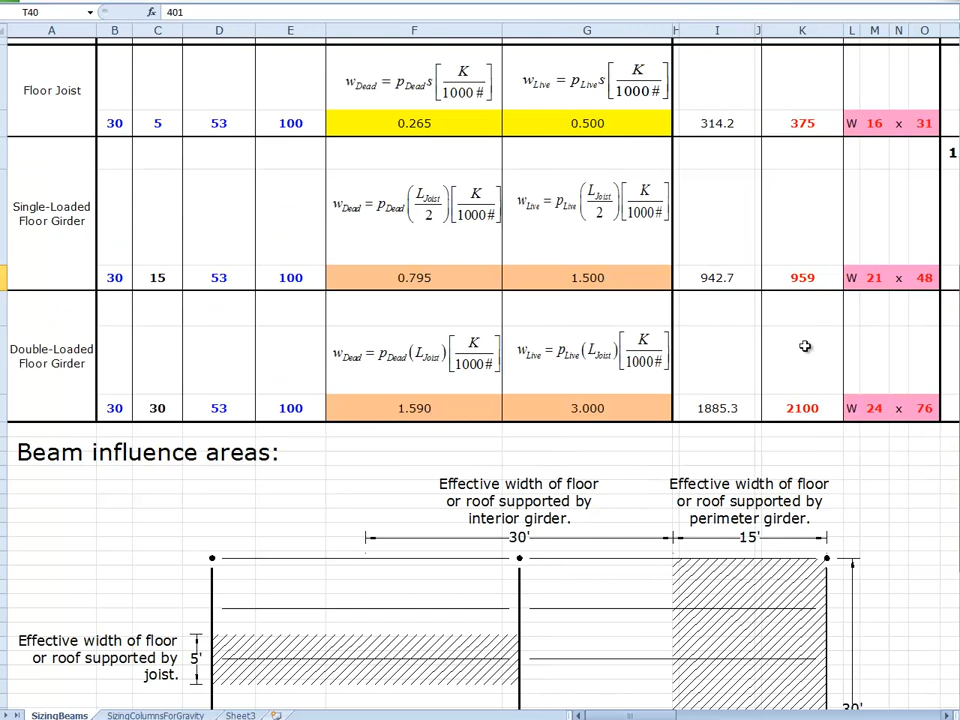 T40 fx 401
A B C D E F G H I J K L M N O
Floor Joist
w_Dead = p_Dead s [K / 1000 #] w_Live = p_Live s [K / 1000 #]
30 5 53 100 0.265 0.500 314.2 375 W 16 x 31
1
Single-Loaded
Floor Girder
w_Dead = p_Dead (L_Joist / 2) [K / 1000#] w_Live = p_Live (L_Joist / 2) [K / 1000#]
30 15 53 100 0.795 1.500 942.7 959 W 21 x 48
Double-Loaded
Floor Girder
w_Dead = p_Dead (L_Joist) [K / 1000#] w_Live = p_Live (L_Joist) [K / 1000#]
30 30 53 100 1.590 3.000 1885.3 2100 W 24 x 76
Beam influence areas:
Effective width of floor
or roof supported by
interior girder.
30'
Effective width of floor
or roof supported by
perimeter girder.
15'
Effective width of floor
or roof supported by
joist.
5'
30'
SizingBeams SizingColumnsForGravity Sheet3